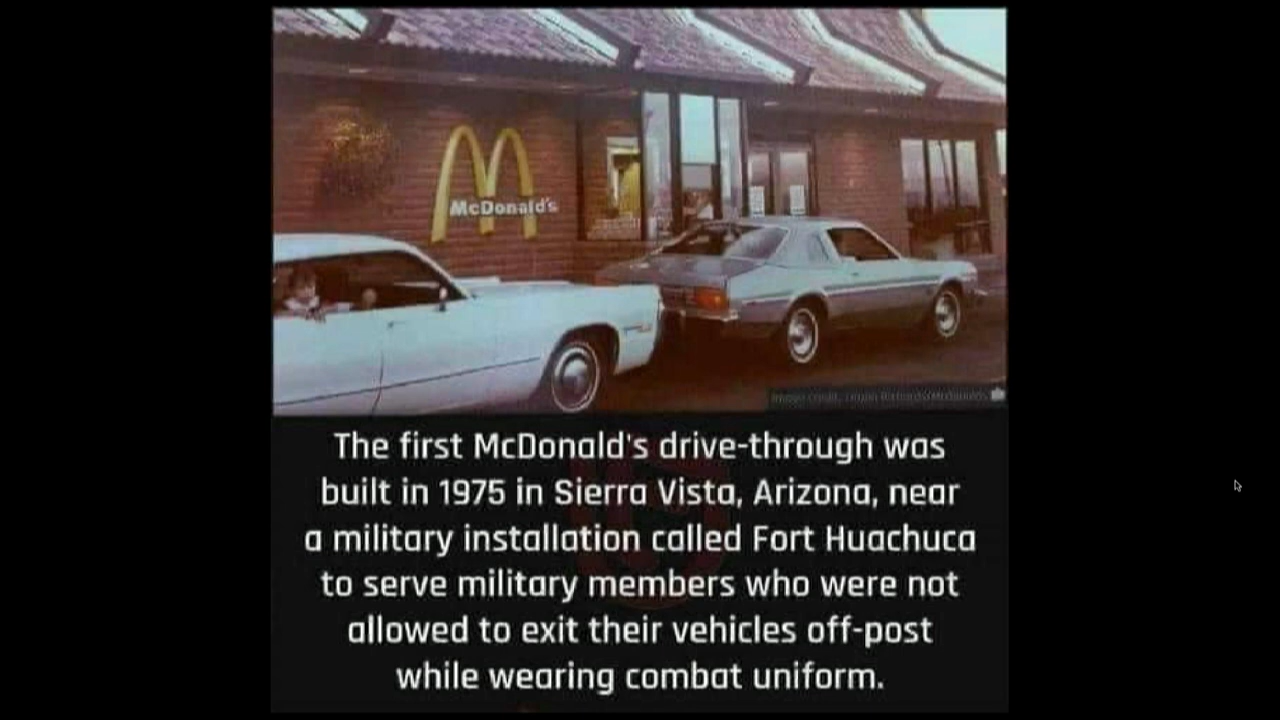 McDonald's
The first McDonald's drive-through was
built in 1975 in Sierra Vista, Arizona, near
a military installation called Fort Huachuca
to serve military members who were not
allowed to exit their vehicles off-post
while wearing combat uniform.